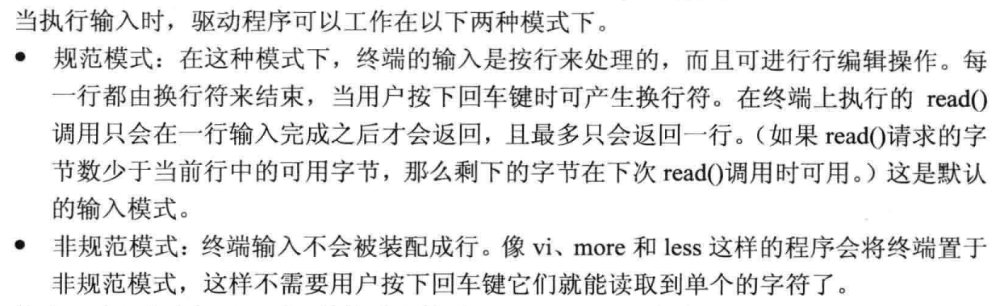 当执行输入时，驱动程序可以工作在以下两种模式下。
● 规范模式：在这种模式下，终端的输入是按行来处理的，而且可进行行编辑操作。每
一行都由换行符来结束，当用户按下回车键时可产生换行符。在终端上执行的 read()
调用只会在一行输入完成之后才会返回，且最多只会返回一行。（如果 read()请求的字
节数少于当前行中的可用字节，那么剩下的字节在下次 read()调用时可用。）这是默认
的输入模式。
● 非规范模式：终端输入不会被装配成行。像 vi、more 和 less 这样的程序会将终端置于
非规范模式，这样不需要用户按下回车键它们就能读取到单个的字符了。